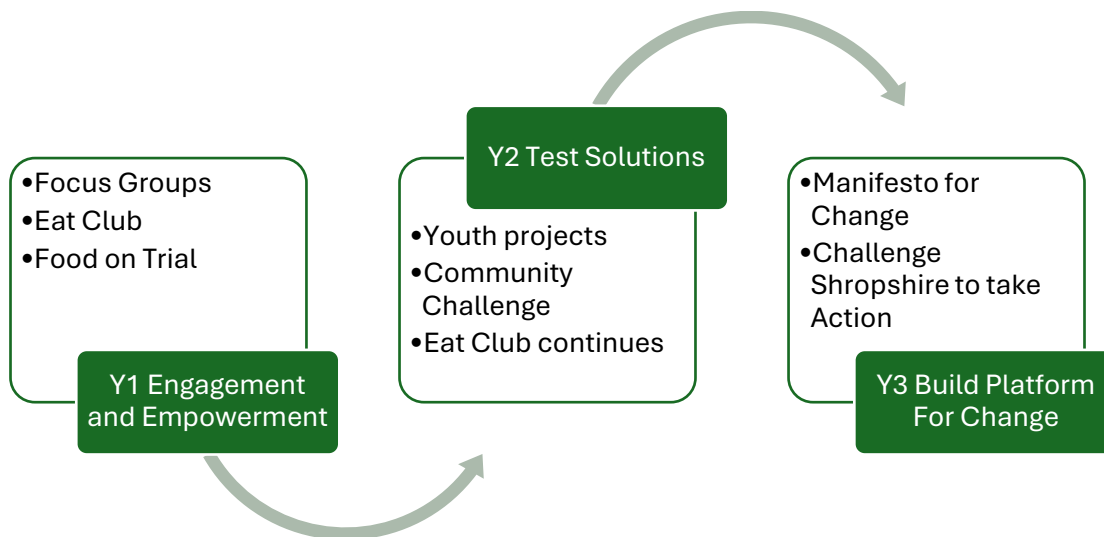 •Focus Groups
•Eat Club
•Food on Trial
Y1 Engagement
and Empowerment
Y2 Test Solutions
•Youth projects
•Community
Challenge
•Eat Club continues
•Manifesto for
Change
•Challenge
Shropshire to take
Action
Y3 Build Platform
For Change